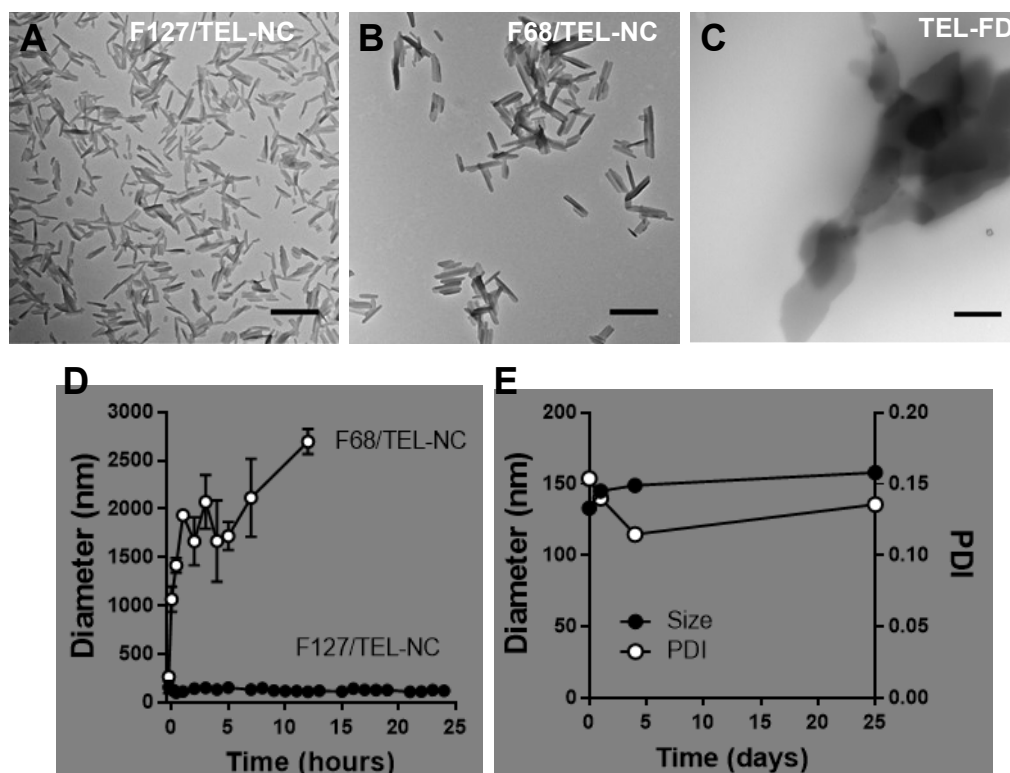 A
F127/TEL-NC
B
F68/TEL-NC
C
TEL-FD
D
3000
2500
2000
1500
1000
500
0
Diameter (nm)
F68/TEL-NC
F127/TEL-NC
0 5 10 15 20 25
Time (hours)
E
200
150
100
50
0
Diameter (nm)
0.20
0.15
0.10
0.05
0.00
PDI
Size
PDI
0 5 10 15 20 25
Time (days)